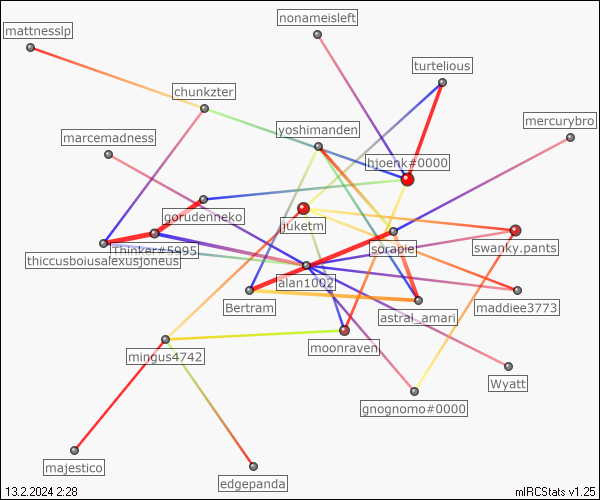 nonameisleft
mattnesslp
turtelious
chunkzter
mercurybro
yoshimanden
marcemadness
hjoenk#0000
gorudenneko
juketm
sorapie
swanky.pants
Thinker#5995
thiccusboiusalexusjoneus
alan1002
Bertram
astral_amari
maddiee3773
moonraven
mingus4742
Wyatt
gnognomo#0000
majestico
edgepanda
13.2.2024 2:28
mIRCStats v1.25